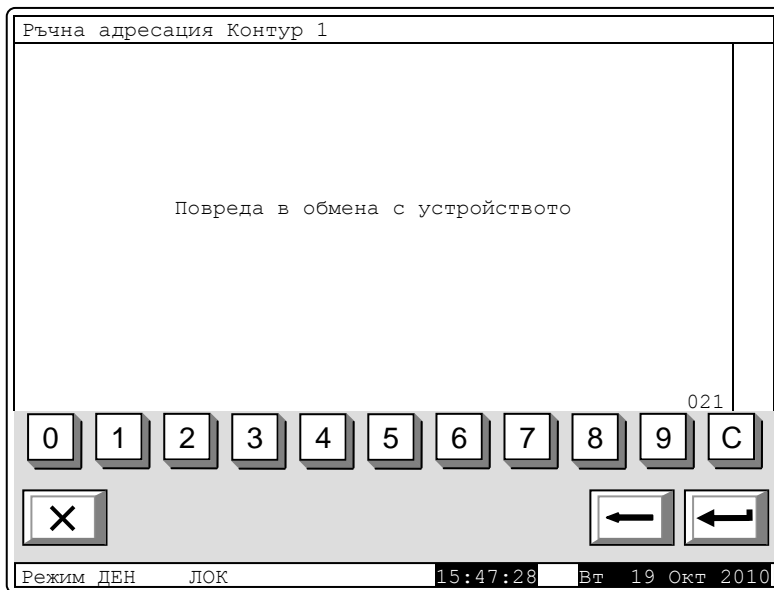 Ръчна адресация Контур 1
Повреда в обмена с устройството
021
0 1 2 3 4 5 6 7 8 9 C
Режим ДЕН ЛОК 15:47:28 Вт 19 Окт 2010